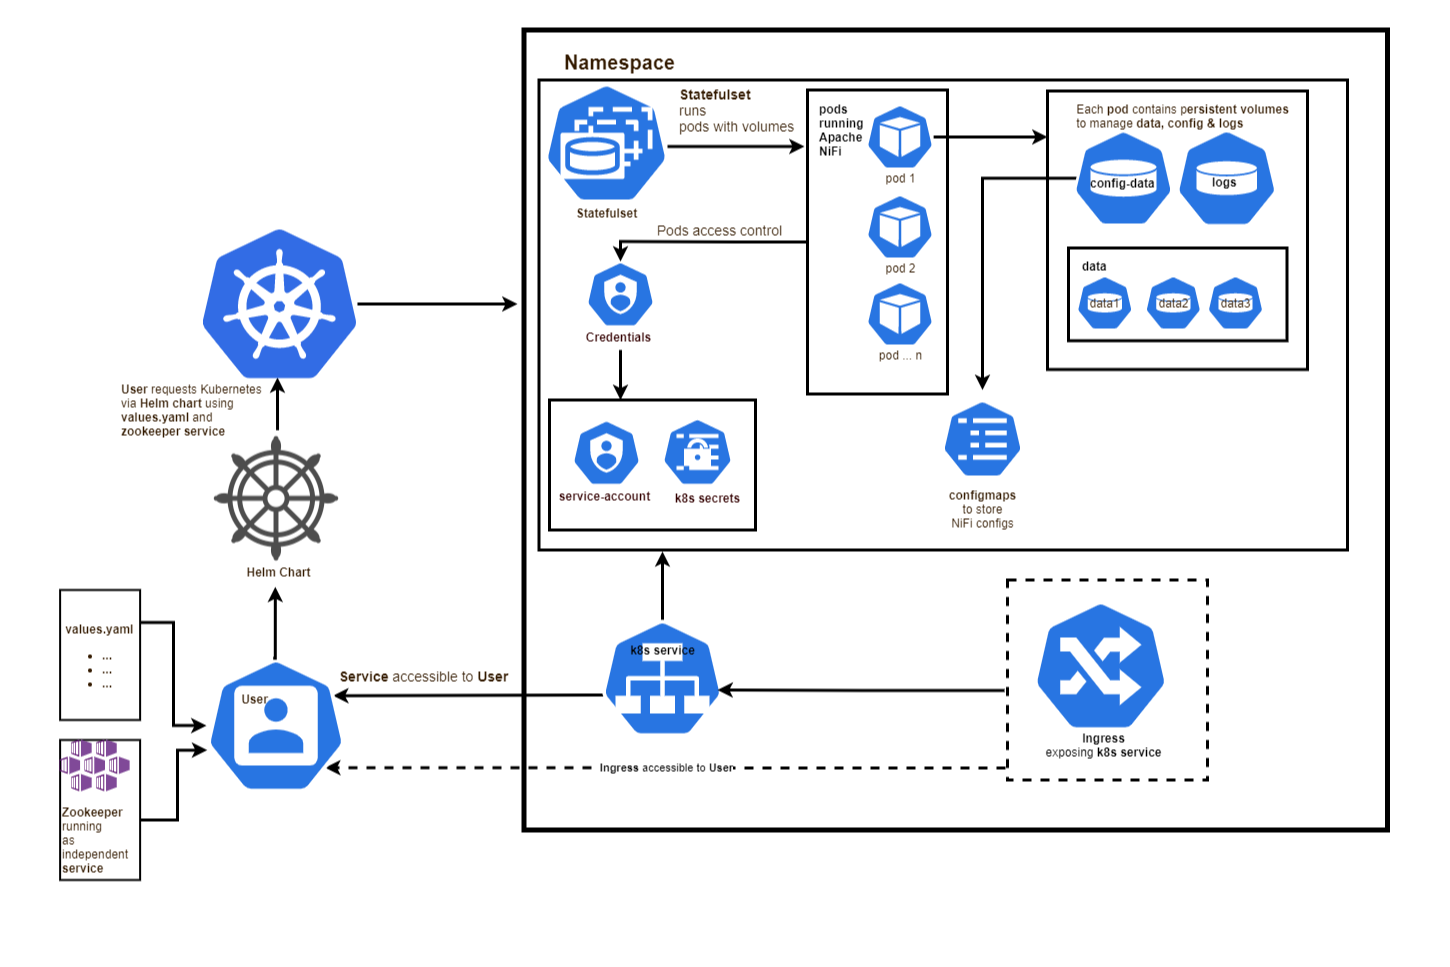 Namespace
Statefulset
runs
pods with volumes
Statefulset
pods
running
Apache
NiFi
pod 1
pod 2
pod ... n
Each pod contains persistent volumes
to manage data, config & logs
config-data
logs
data
data1
data2
data3
Pods access control
Credentials
service-account
k8s secrets
configmaps
to store
NiFi configs
User requests Kubernetes
via Helm chart using
values.yaml and
zookeeper service
Helm Chart
values.yaml
• ...
• ...
• ...
User
Service accessible to User
k8s service
Ingress
exposing k8s service
Ingress accessible to User
Zookeeper
running
as
independent
service